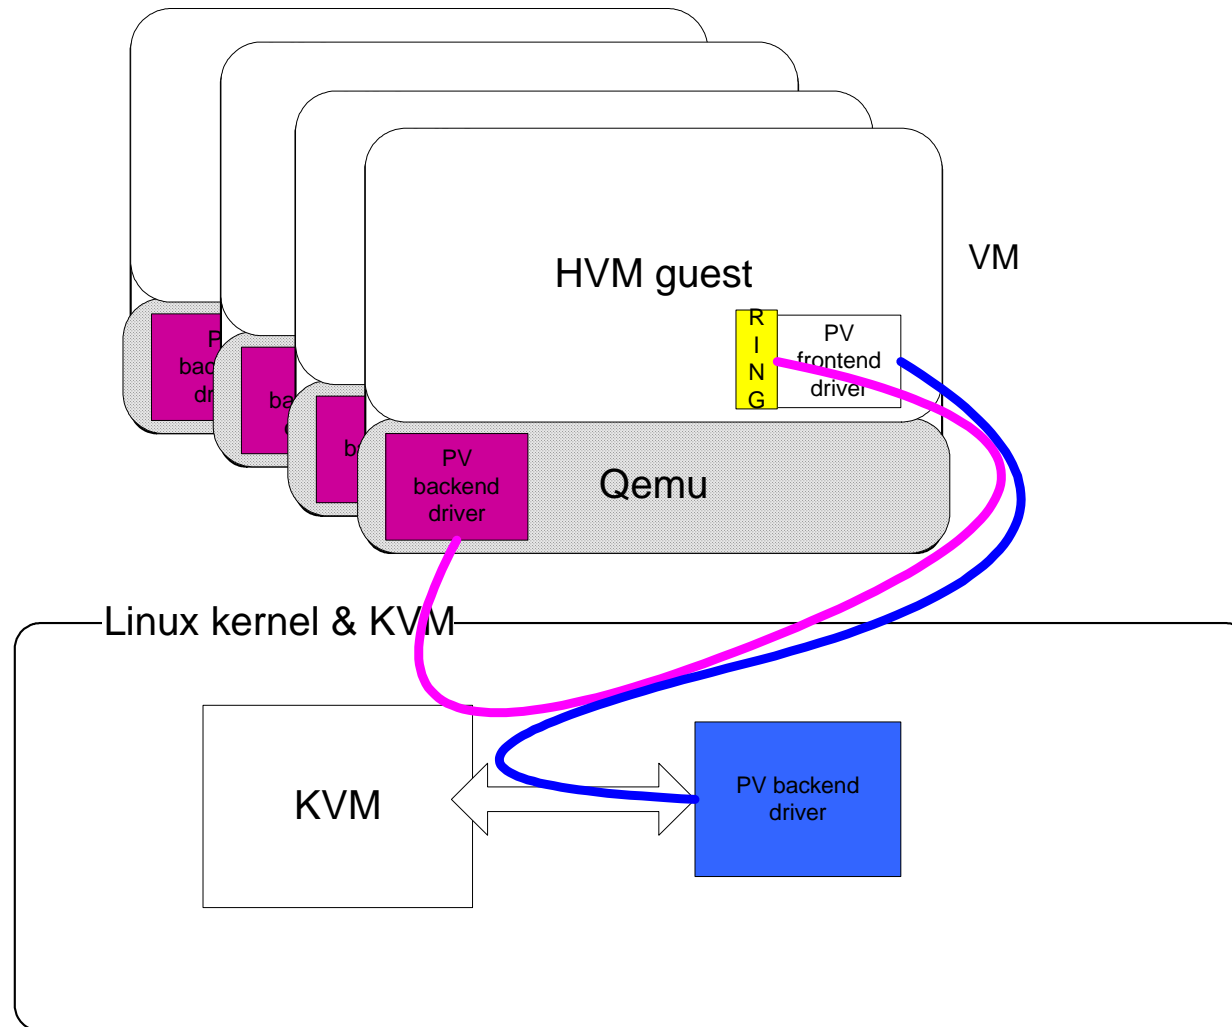 HVM guest
VM
R
I
N
G
PV
frontend
driver
PV
backend
driver
Qemu
Linux kernel & KVM
KVM
PV backend
driver